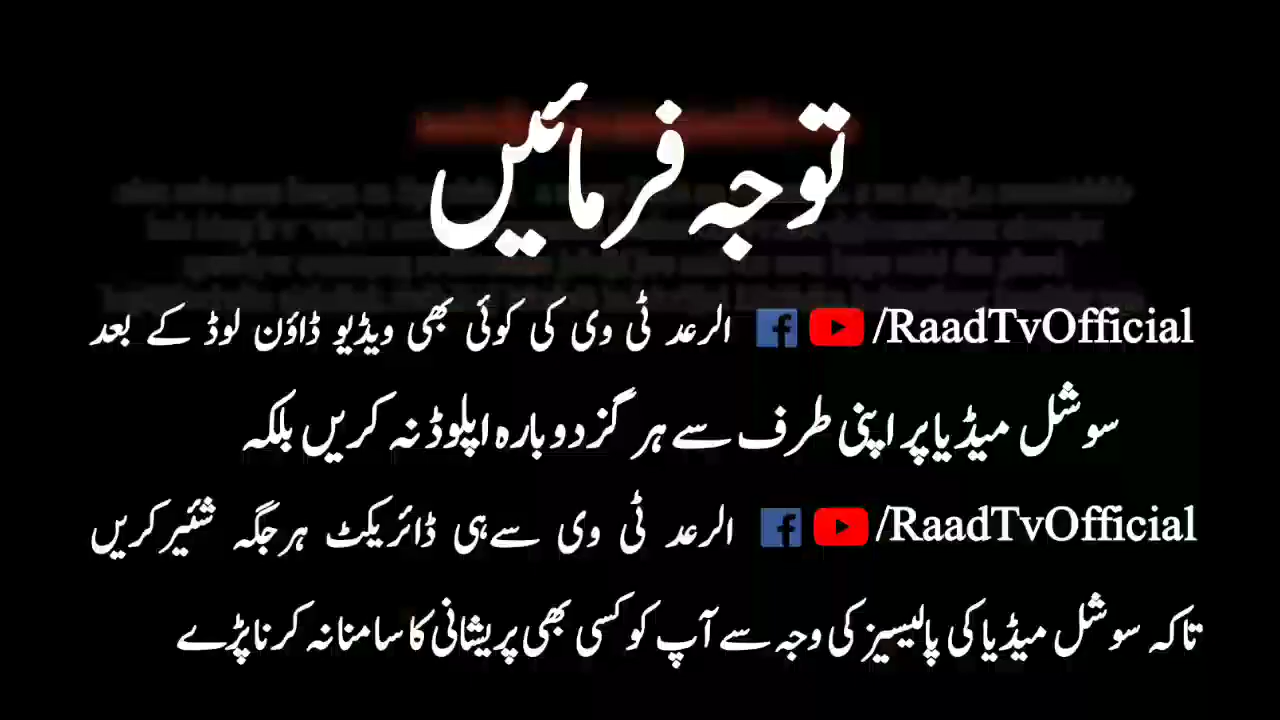 توجہ فرمائیں
/RaadTvOfficial الرعد ٹی وی کی کوئی بھی ویڈیو ڈاؤن لوڈ کے بعد
سوشل میڈیا پر اپنی طرف سے ہر گز دوبارہ اپلوڈ نہ کریں بلکہ
/RaadTvOfficial الرعد ٹی وی سے ہی ڈائریکٹ ہر جگہ شئیر کریں
تاکہ سوشل میڈیا کی پالیسیز کی وجہ سے آپ کو کسی بھی پریشانی کا سامنا نہ کرنا پڑے